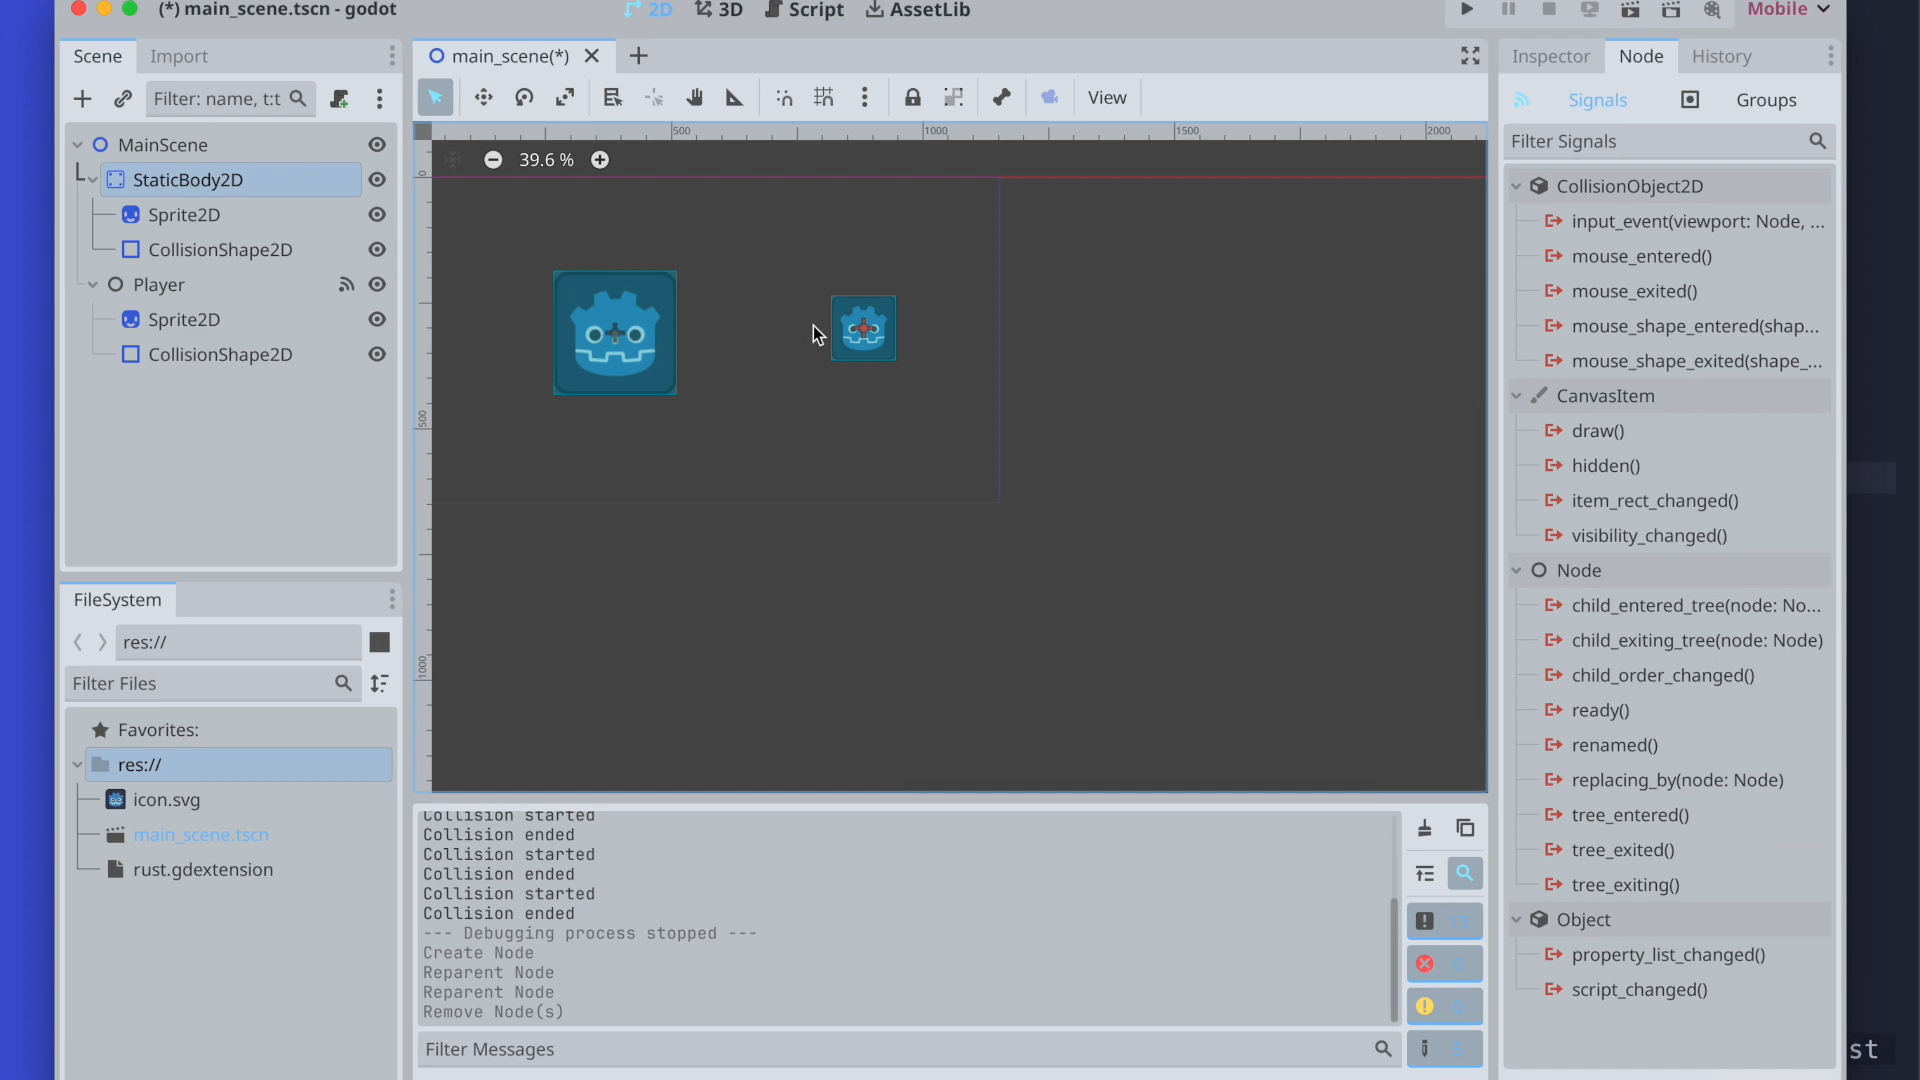 (*) main_scene.tscn - godot
2D
3D
Script
AssetLib
Mobile
Scene
Import
main_scene(*)
Inspector
Node
History
Filter: name, t:t
View
Signals
Groups
Filter Signals
500
1000
1500
2000
39.6 %
0
500
1000
MainScene
StaticBody2D
Sprite2D
CollisionShape2D
Player
Sprite2D
CollisionShape2D
CollisionObject2D
input_event(viewport: Node, ...
mouse_entered()
mouse_exited()
mouse_shape_entered(shap...
mouse_shape_exited(shape_...
CanvasItem
draw()
hidden()
item_rect_changed()
visibility_changed()
Node
child_entered_tree(node: No...
child_exiting_tree(node: Node)
child_order_changed()
ready()
renamed()
replacing_by(node: Node)
tree_entered()
tree_exited()
tree_exiting()
Object
property_list_changed()
script_changed()
FileSystem
res://
Filter Files
Favorites:
res://
icon.svg
main_scene.tscn
rust.gdextension
Collision started
Collision ended
Collision started
Collision ended
Collision started
Collision ended
--- Debugging process stopped ---
Create Node
Reparent Node
Reparent Node
Remove Node(s)
Filter Messages
st